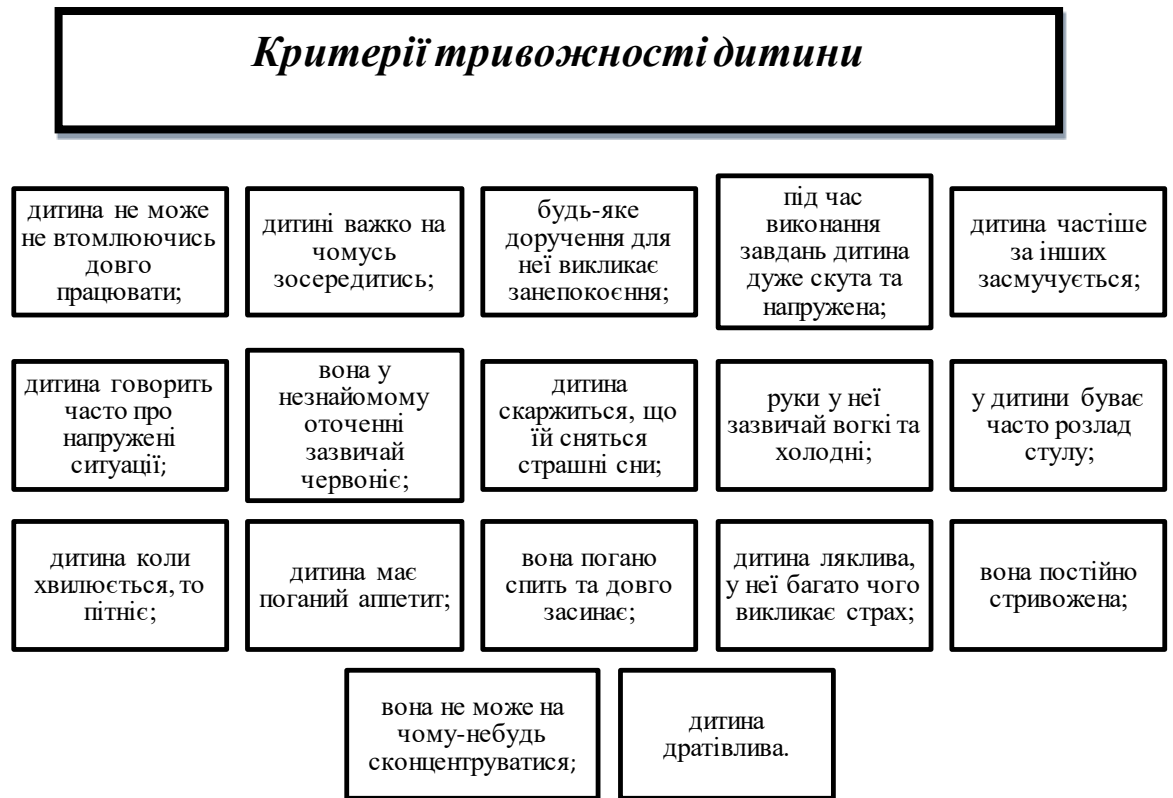 Критерії тривожності дитини
дитина не може
не втомлюючись
довго
працювати;
дитині важко на
чомусь
зосередитись;
будь-яке
доручення для
неї викликає
занепокоєння;
під час
виконання
завдань дитина
дуже скута та
напружена;
дитина частіше
за інших
засмучується;
дитина говорить
часто про
напружені
ситуації;
вона у
незнайомому
оточенні
зазвичай
червоніє;
дитина
скаржиться, що
їй сняться
страшні сни;
руки у неї
зазвичай вогкі та
холодні;
у дитини буває
часто розлад
стулу;
дитина коли
хвилюється, то
пітніє;
дитина має
поганий аппетит;
вона погано
спить та довго
засинає;
дитина ляклива,
у неї багато чого
викликає страх;
вона постійно
стривожена;
вона не може на
чому-небудь
сконцентруватися;
дитина
дратівлива.